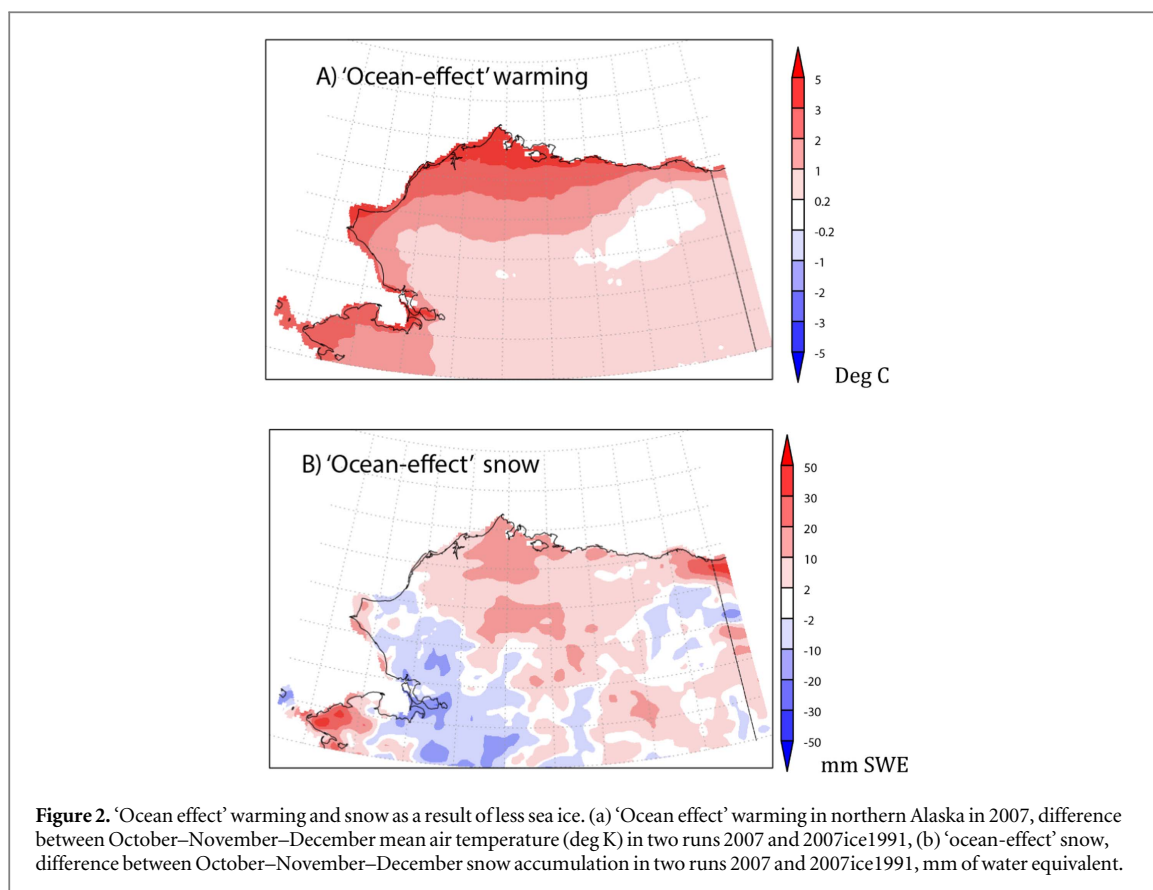 A) 'Ocean-effect' warming
5
3
2
1
0.2
-0.2
-1
-2
-3
-5
Deg C
B) 'Ocean-effect' snow
50
30
20
10
2
-2
-10
-20
-30
-50
mm SWE
Figure 2. 'Ocean effect' warming and snow as a result of less sea ice. (a) 'Ocean effect' warming in northern Alaska in 2007, difference
between October–November–December mean air temperature (deg K) in two runs 2007 and 2007ice1991, (b) 'ocean-effect' snow,
difference between October–November–December snow accumulation in two runs 2007 and 2007ice1991, mm of water equivalent.